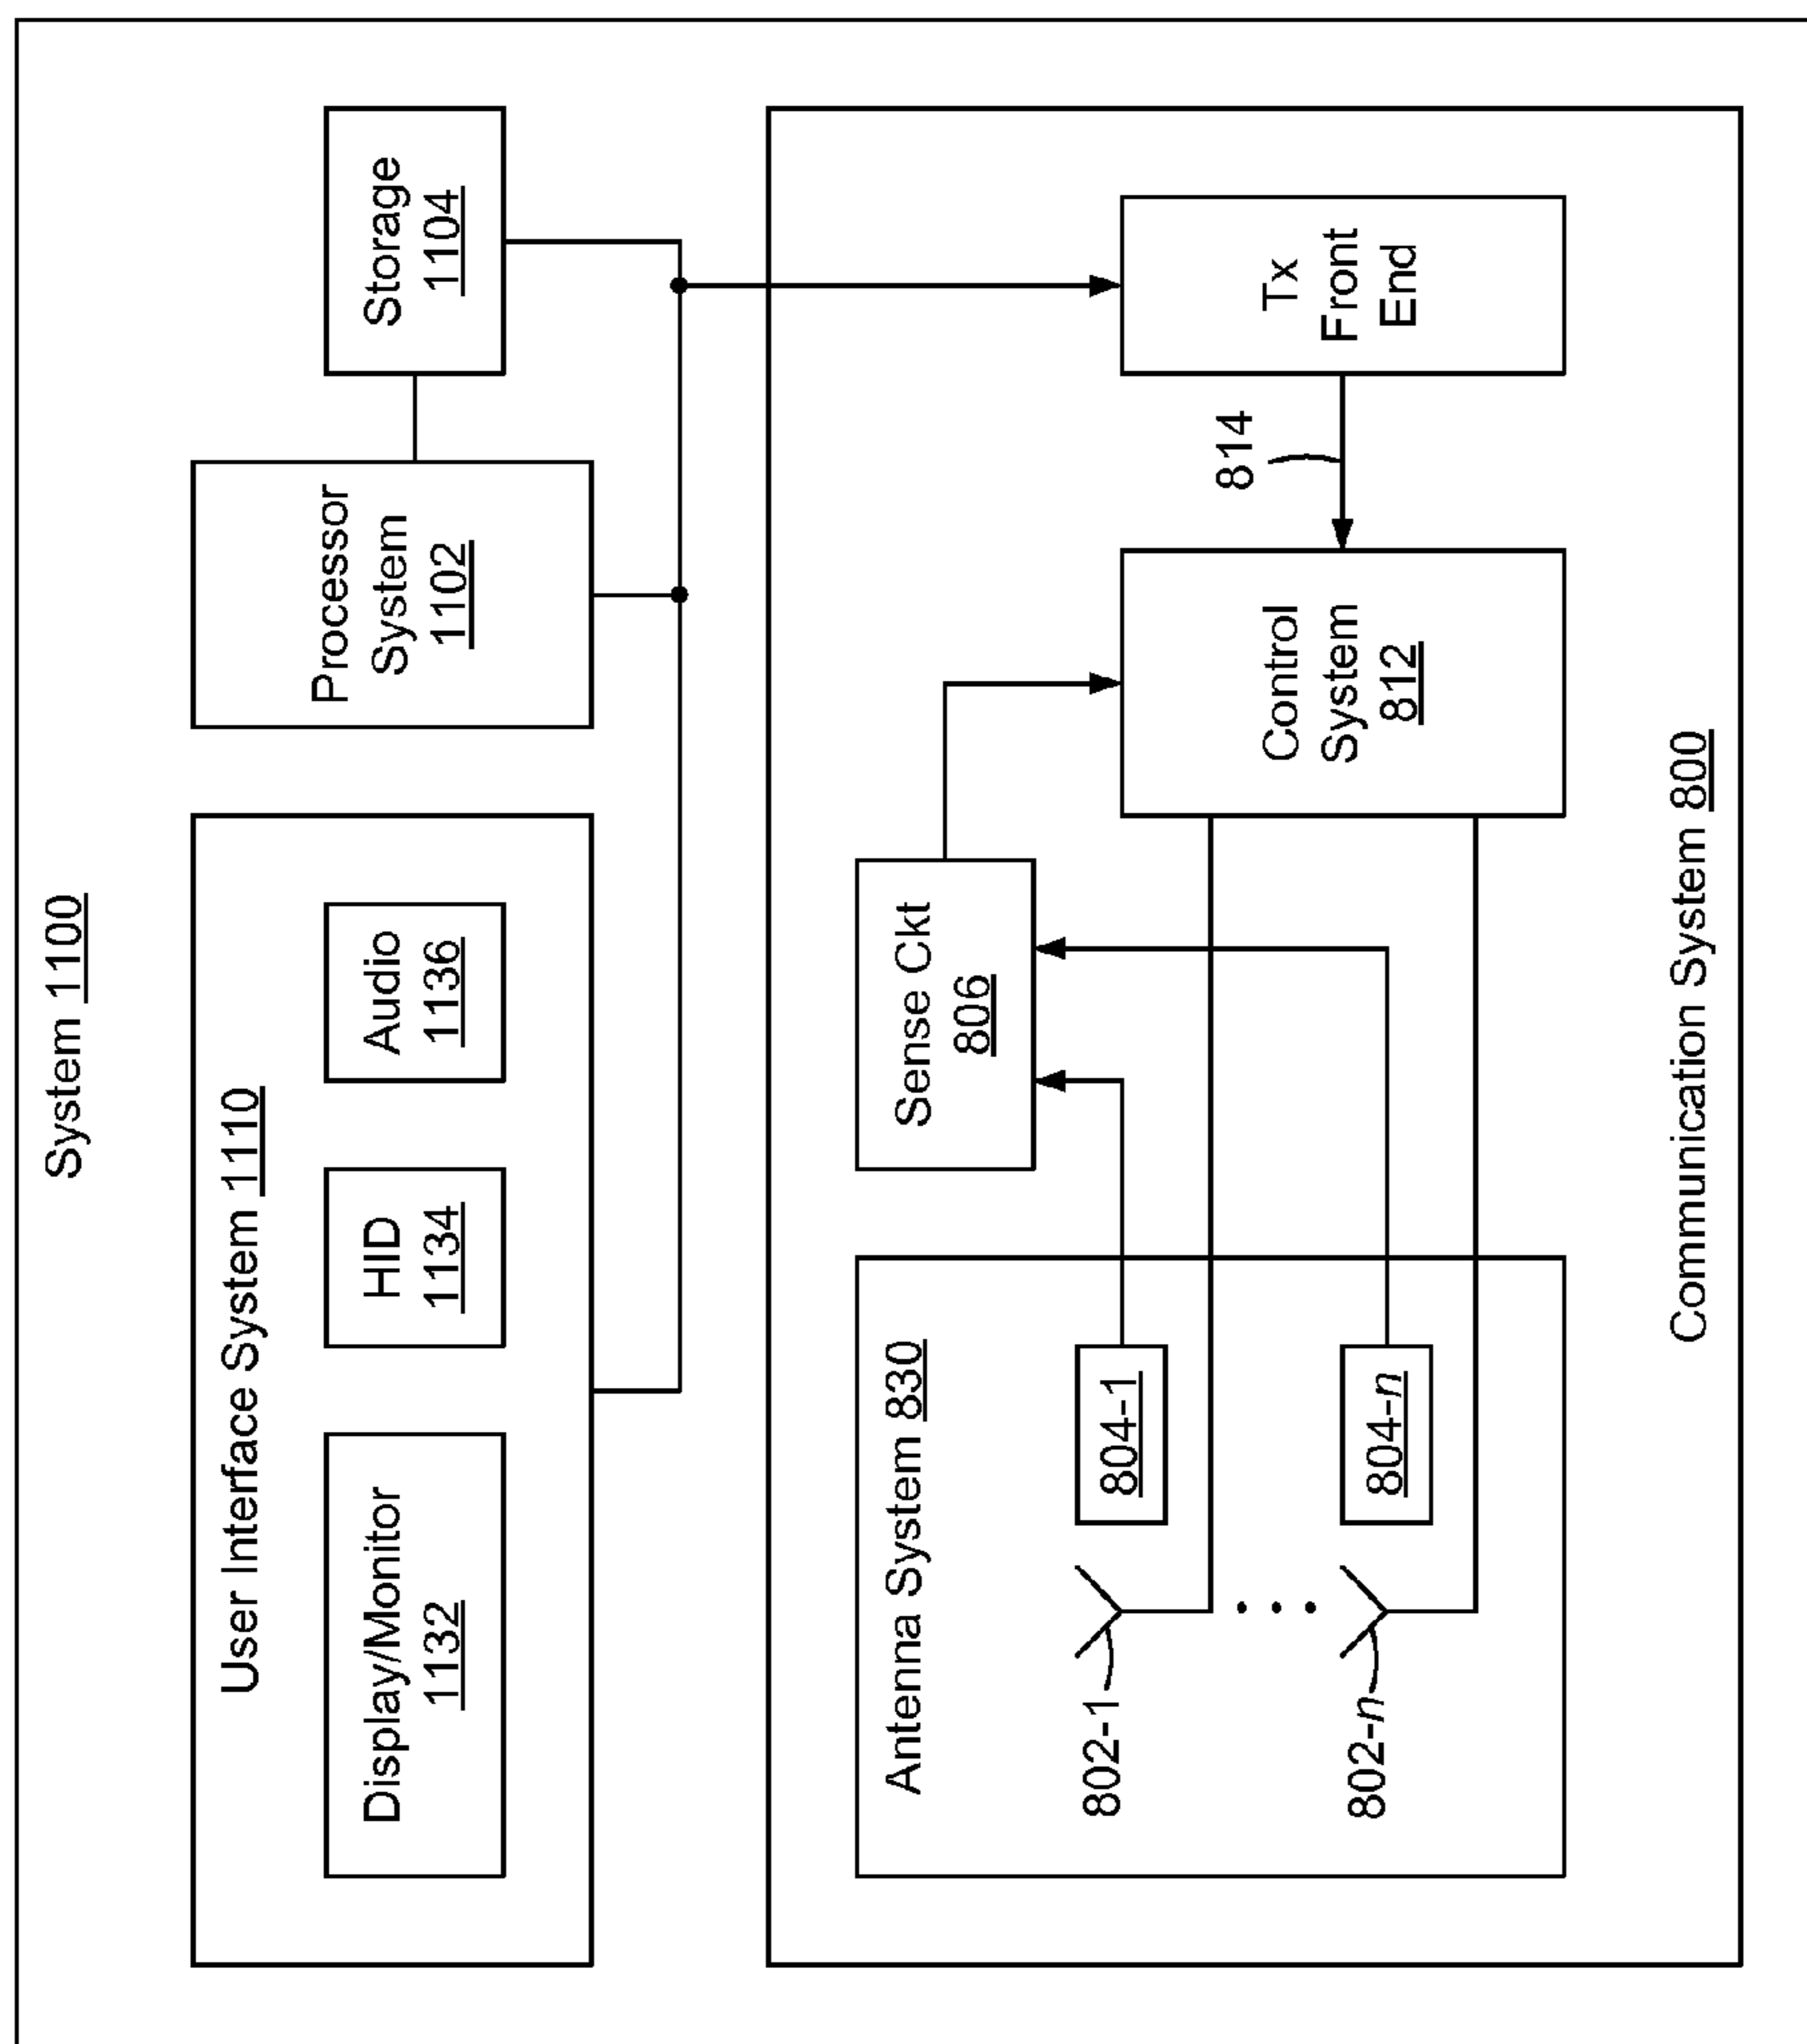 System 1100
User Interface System 1110
Display/Monitor
1132
HID
1134
Audio
1136
Processor
System
1102
Storage
1104
Antenna System 830
802-1
804-1
802-n
804-n
Sense Ckt
806
Control
System
812
814
Tx
Front
End
Communication System 800